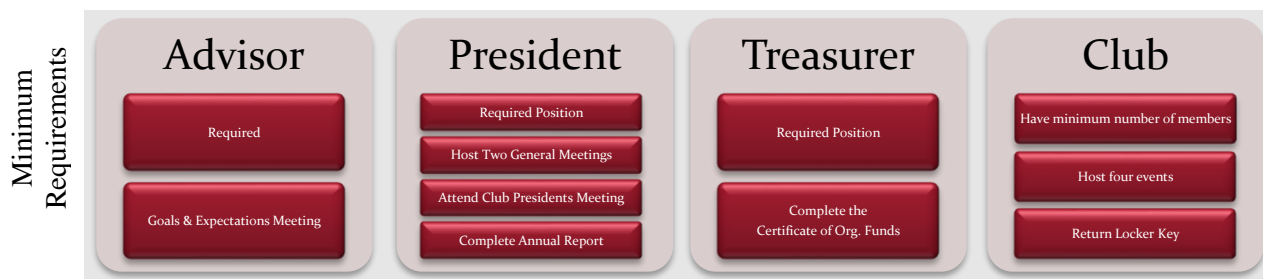 Minimum
Requirements
Advisor
Required
Goals & Expectations Meeting
President
Required Position
Host Two General Meetings
Attend Club Presidents Meeting
Complete Annual Report
Treasurer
Required Position
Complete the
Certificate of Org. Funds
Club
Have minimum number of members
Host four events
Return Locker Key